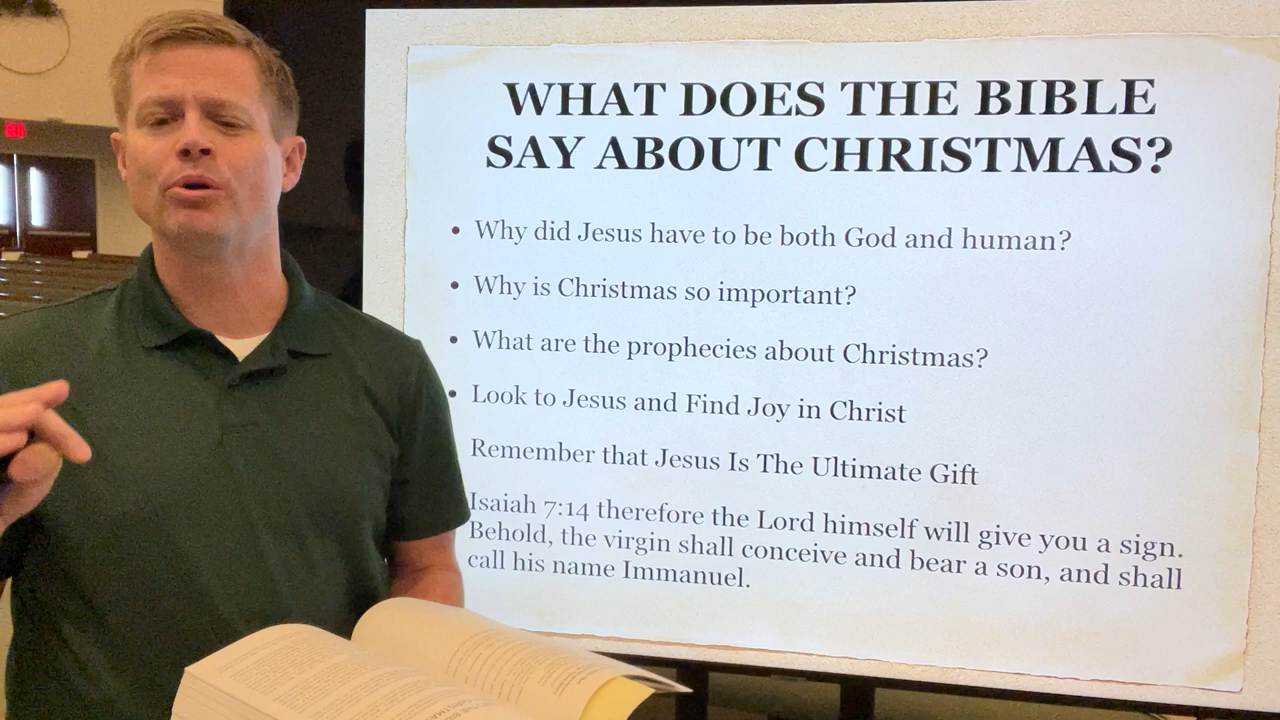 WHAT DOES THE BIBLE
SAY ABOUT CHRISTMAS?
• Why did Jesus have to be both God and human?
• Why is Christmas so important?
• What are the prophecies about Christmas?
• Look to Jesus and Find Joy in Christ
Remember that Jesus Is The Ultimate Gift
Isaiah 7:14 therefore the Lord himself will give you a sign.
Behold, the virgin shall conceive and bear a son, and shall
call his name Immanuel.